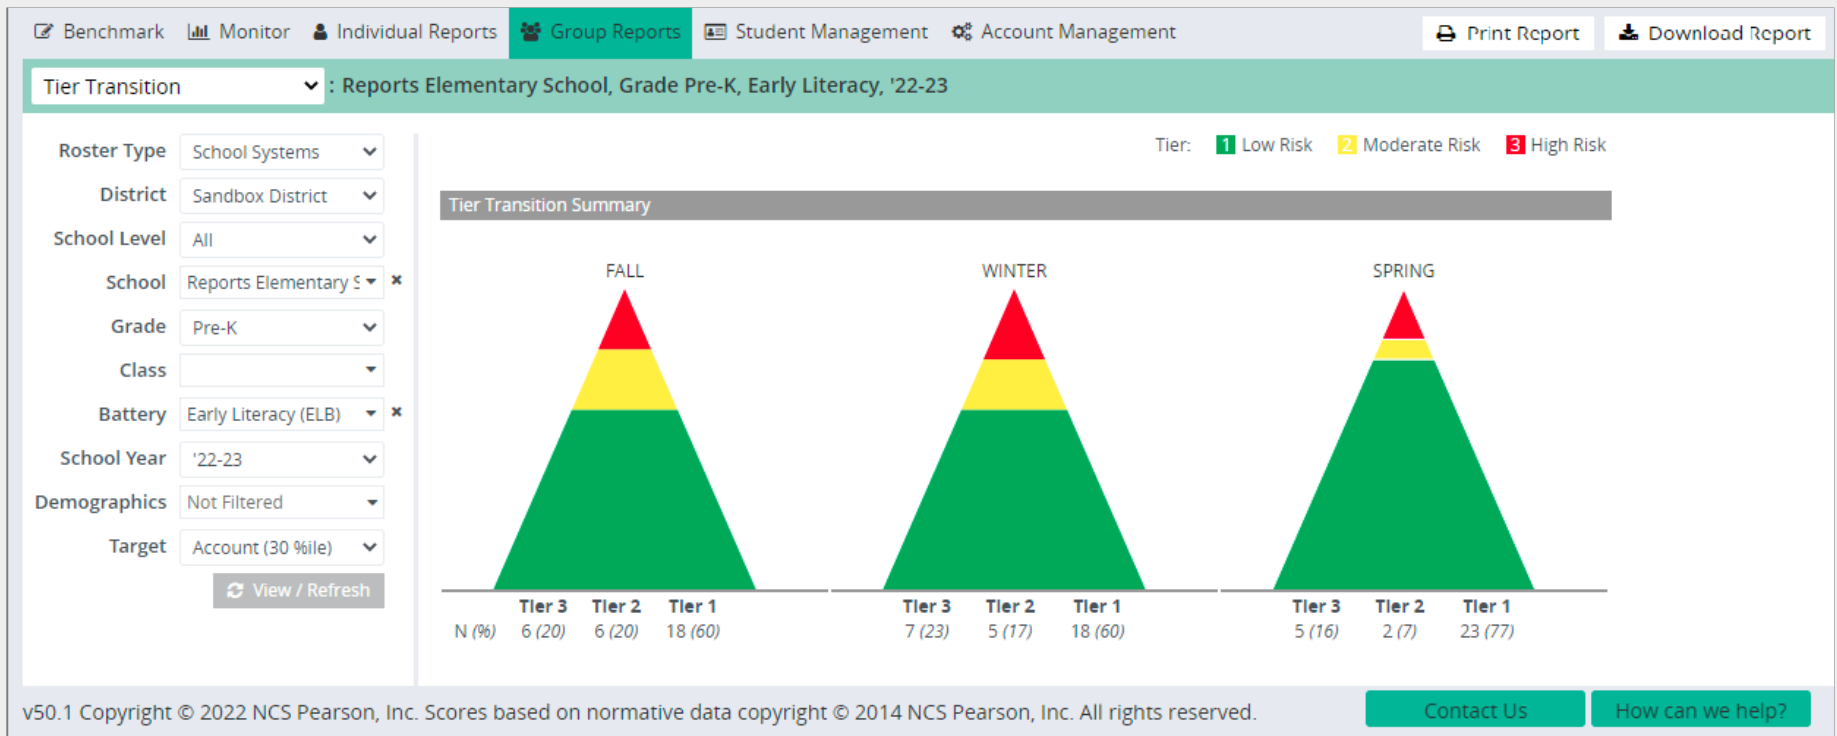 Benchmark Monitor Individual Reports Group Reports Student Management Account Management Print Report Download Report
Tier Transition : Reports Elementary School, Grade Pre-K, Early Literacy, '22-23
Tier: 1 Low Risk 2 Moderate Risk 3 High Risk
Roster Type School Systems
District Sandbox District
School Level All
School Reports Elementary S
Grade Pre-K
Class
Battery Early Literacy (ELB)
School Year '22-23
Demographics Not Filtered
Target Account (30 %ile)
View / Refresh
Tier Transition Summary
FALL WINTER SPRING
Tier 3 Tier 2 Tier 1 Tier 3 Tier 2 Tier 1 Tier 3 Tier 2 Tier 1
N (%) 6 (20) 6 (20) 18 (60) 7 (23) 5 (17) 18 (60) 5 (16) 2 (7) 23 (77)
v50.1 Copyright © 2022 NCS Pearson, Inc. Scores based on normative data copyright © 2014 NCS Pearson, Inc. All rights reserved.
Contact Us How can we help?